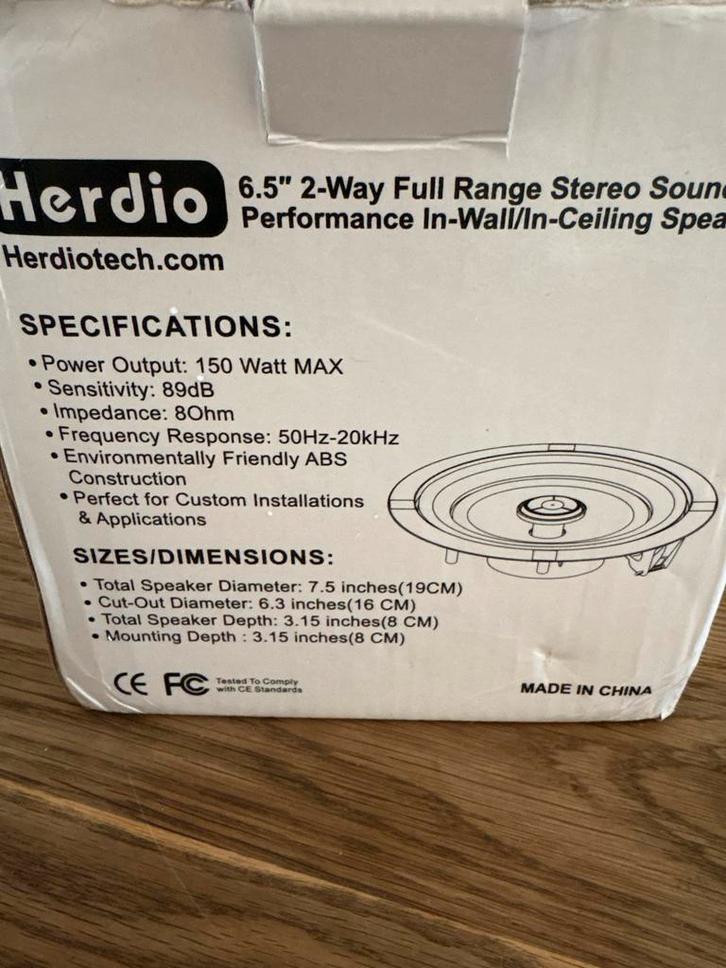 Herdio
6.5" 2-Way Full Range Stereo
Performance In-Wall/In-Ceiling
Herdiotech.com
SPECIFICATIONS:
• Power Output: 150 Watt MAX
• Sensitivity: 89dB
• Impedance: 8Ohm
• Frequency Response: 50Hz-20kHz
• Environmentally Friendly ABS
Construction
• Perfect for Custom Installations
& Applications
SIZES/DIMENSIONS:
• Total Speaker Diameter: 7.5 inches(19CM)
• Cut-Out Diameter: 6.3 inches(16 CM)
• Total Speaker Depth: 3.15 inches(8 CM)
• Mounting Depth : 3.15 inches(8 CM)
CE FC Tested To Comply
with CE Standards
MADE IN CHINA